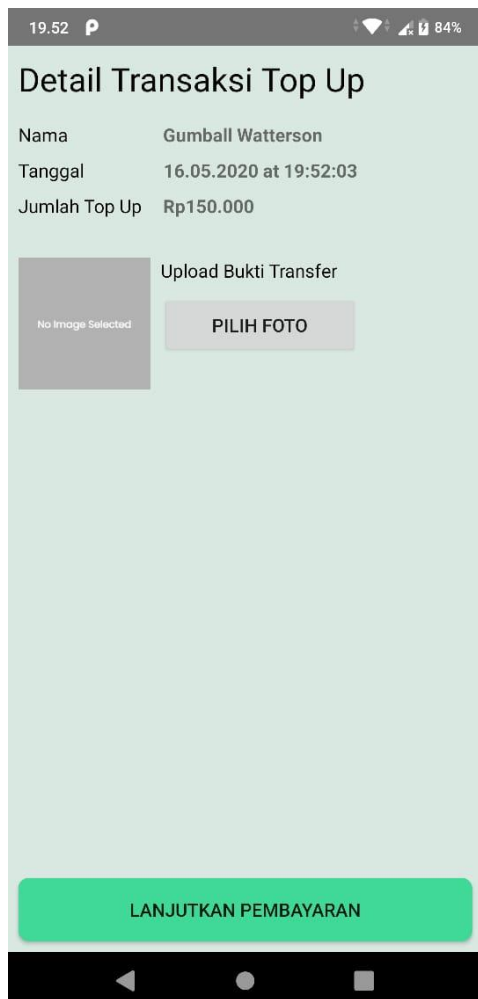 19.52 84%
Detail Transaksi Top Up
Nama Gumball Watterson
Tanggal 16.05.2020 at 19:52:03
Jumlah Top Up Rp150.000
Upload Bukti Transfer
No Image Selected
PILIH FOTO
LANJUTKAN PEMBAYARAN